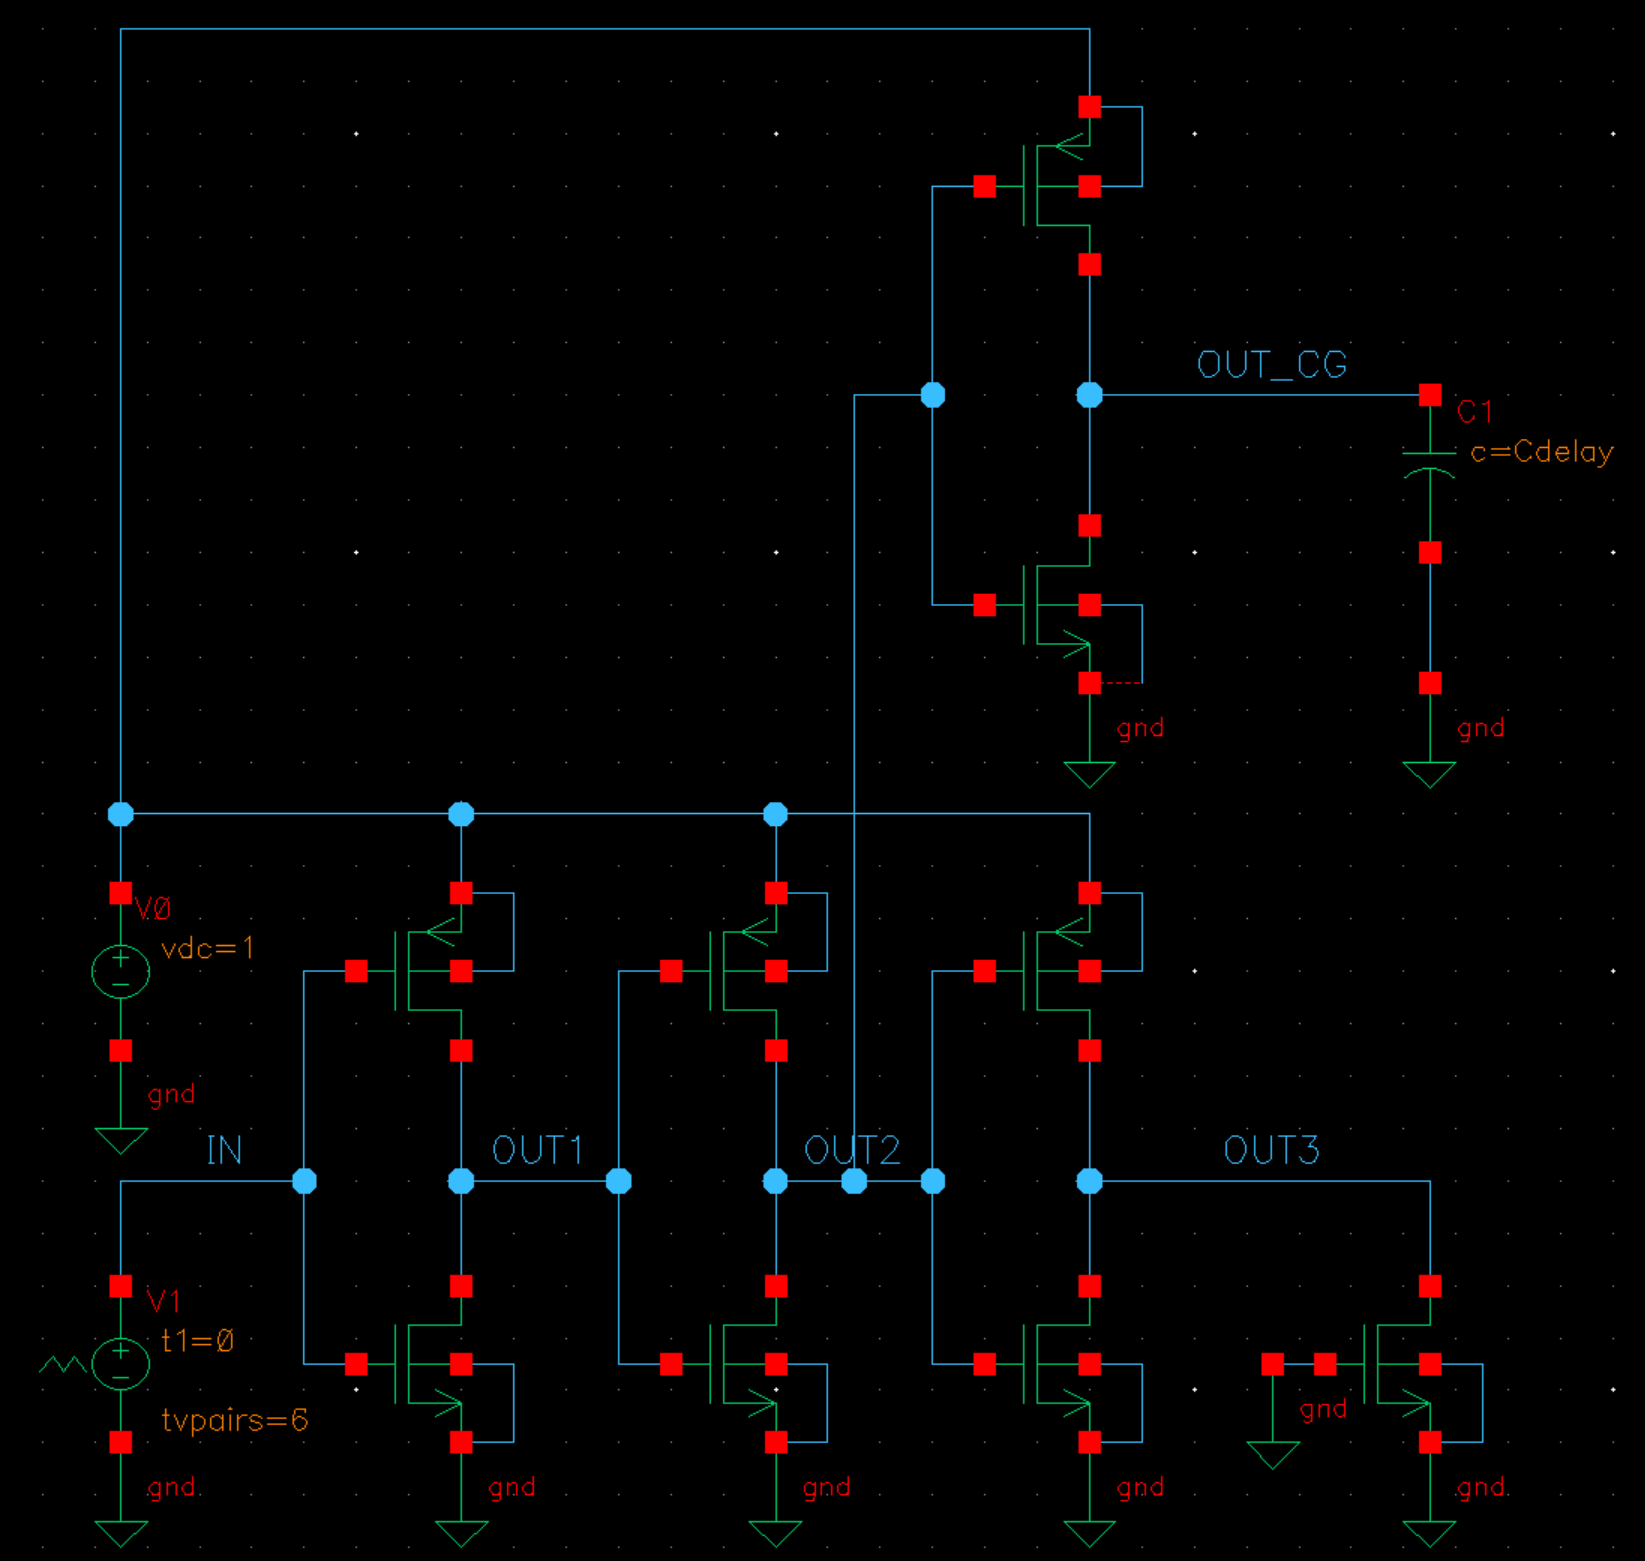 OUT_CG
C1
c=Cdelay
gnd
gnd
V0
vdc=1
gnd
IN
OUT1
OUT2
OUT3
V1
t1=0
tvpairs=6
gnd
gnd
gnd
gnd
gnd
gnd